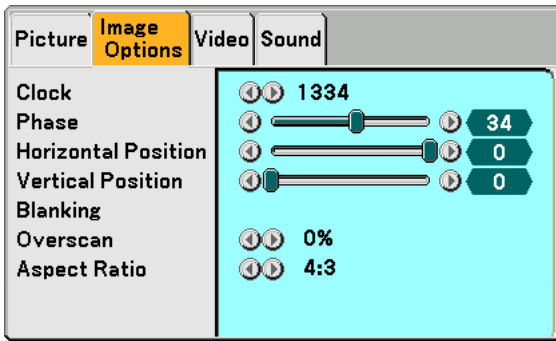 Picture Image Options Video Sound
Clock 1334
Phase 34
Horizontal Position 0
Vertical Position 0
Blanking
Overscan 0%
Aspect Ratio 4:3